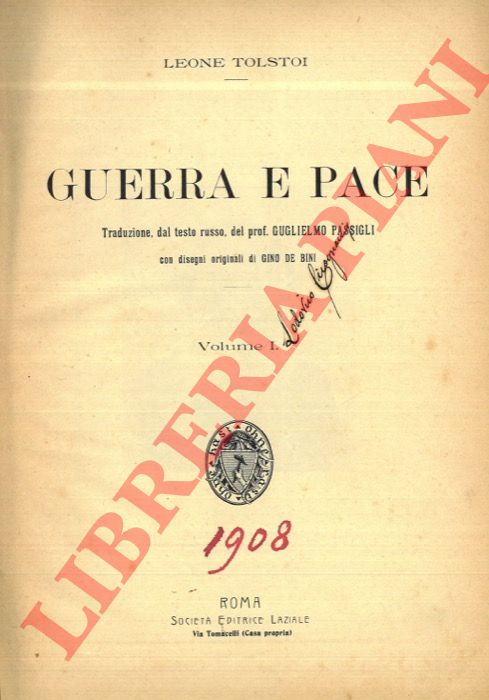 LEONE TOLSTOI
GUERRA E PACE
Traduzione, dal testo russo, del prof. GUGLIELMO PASSIGLI
con disegni originali di GINO DE BINI
Lodovico
Volume I.
1908
ROMA
SOCIETÀ EDITRICE LAZIALE
Via Tomacelli (Casa propria)
LIBRERIA PIANI